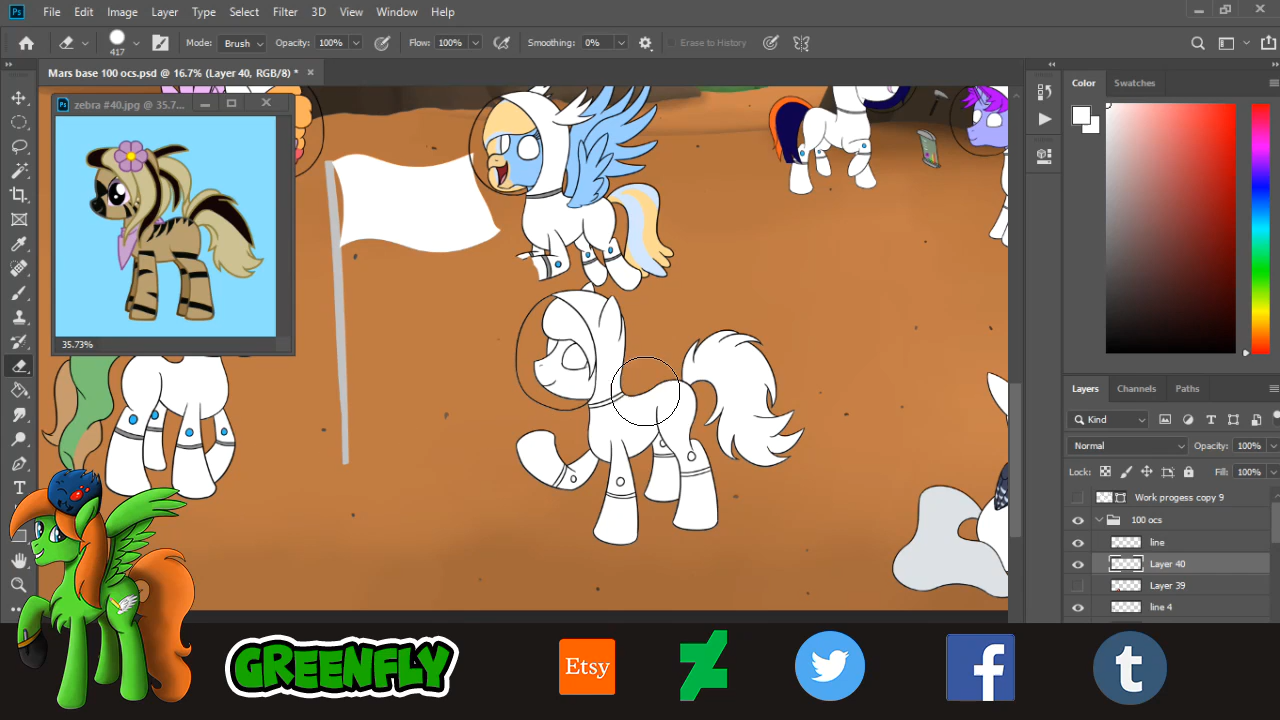 Ps File Edit Image Layer Type Select Filter 3D View Window Help
417 Mode: Brush Opacity: 100% Flow: 100% Smoothing: 0% Erase to History
Mars base 100 ocs.psd @ 16.7% (Layer 40, RGB/8) *
Ps zebra #40.jpg @ 35.7...
35.73%
Color Swatches
Layers Channels Paths
Kind
Normal Opacity: 100%
Lock: Fill: 100%
Work progess copy 9
100 ocs
line
Layer 40
Layer 39
line 4
GREENFLY
Etsy
f
t